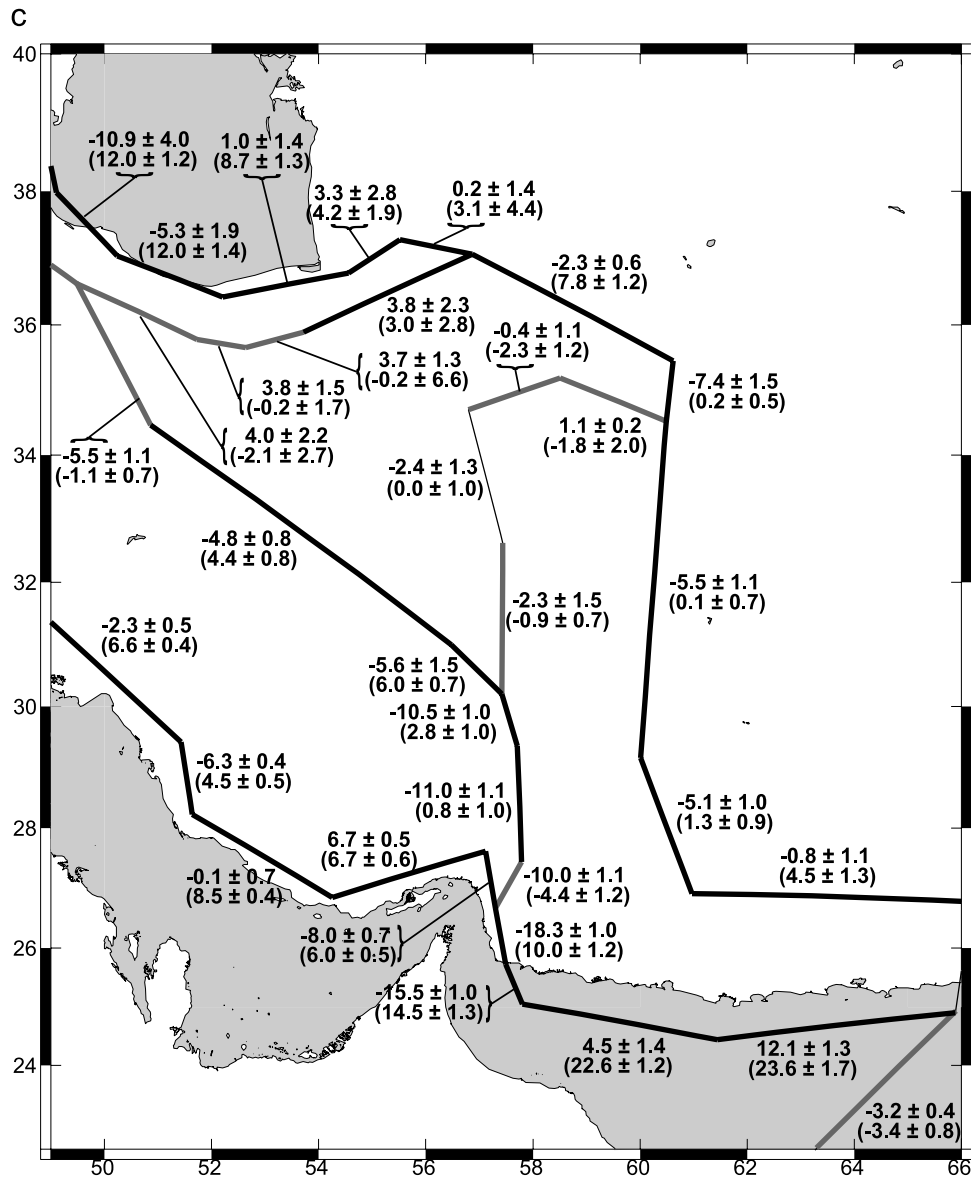 C
40
-10.9 ± 4.0
(12.0 ± 1.2)
1.0 ± 1.4
(8.7 ± 1.3)
3.3 ± 2.8
(4.2 ± 1.9)
0.2 ± 1.4
(3.1 ± 4.4)
38
-5.3 ± 1.9
(12.0 ± 1.4)
-2.3 ± 0.6
(7.8 ± 1.2)
3.8 ± 2.3
(3.0 ± 2.8)
36
-0.4 ± 1.1
(-2.3 ± 1.2)
3.7 ± 1.3
(-0.2 ± 6.6)
3.8 ± 1.5
(-0.2 ± 1.7)
-7.4 ± 1.5
(0.2 ± 0.5)
4.0 ± 2.2
(-2.1 ± 2.7)
1.1 ± 0.2
(-1.8 ± 2.0)
-5.5 ± 1.1
(-1.1 ± 0.7)
34
-2.4 ± 1.3
(0.0 ± 1.0)
-4.8 ± 0.8
(4.4 ± 0.8)
32
-2.3 ± 1.5
(-0.9 ± 0.7)
-5.5 ± 1.1
(0.1 ± 0.7)
-2.3 ± 0.5
(6.6 ± 0.4)
-5.6 ± 1.5
(6.0 ± 0.7)
30
-10.5 ± 1.0
(2.8 ± 1.0)
-6.3 ± 0.4
(4.5 ± 0.5)
-11.0 ± 1.1
(0.8 ± 1.0)
-5.1 ± 1.0
(1.3 ± 0.9)
28
6.7 ± 0.5
(6.7 ± 0.6)
-0.8 ± 1.1
(4.5 ± 1.3)
-0.1 ± 0.7
(8.5 ± 0.4)
-10.0 ± 1.1
(-4.4 ± 1.2)
-8.0 ± 0.7
(6.0 ± 0.5)
-18.3 ± 1.0
(10.0 ± 1.2)
26
-15.5 ± 1.0
(14.5 ± 1.3)
4.5 ± 1.4
(22.6 ± 1.2)
12.1 ± 1.3
(23.6 ± 1.7)
24
-3.2 ± 0.4
(-3.4 ± 0.8)
50 52 54 56 58 60 62 64 66